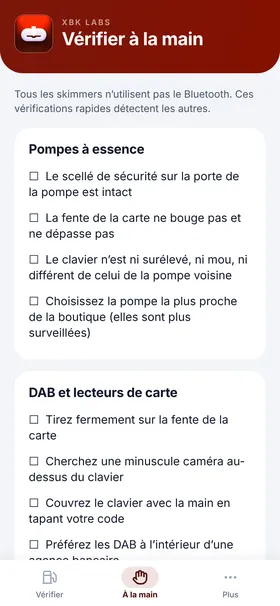 XBK LABS
Vérifier à la main
Tous les skimmers n’utilisent pas le Bluetooth. Ces
vérifications rapides détectent les autres.
Pompes à essence
☐ Le scellé de sécurité sur la porte de
la pompe est intact
☐ La fente de la carte ne bouge pas et
ne dépasse pas
☐ Le clavier n’est ni surélevé, ni mou, ni
différent de celui de la pompe voisine
☐ Choisissez la pompe la plus proche
de la boutique (elles sont plus
surveillées)
DAB et lecteurs de carte
☐ Tirez fermement sur la fente de la
carte
☐ Cherchez une minuscule caméra au-
dessus du clavier
☐ Couvrez le clavier avec la main en
tapant votre code
☐ Préférez les DAB à l’intérieur d’une
agence bancaire
Vérifier
À la main
Plus